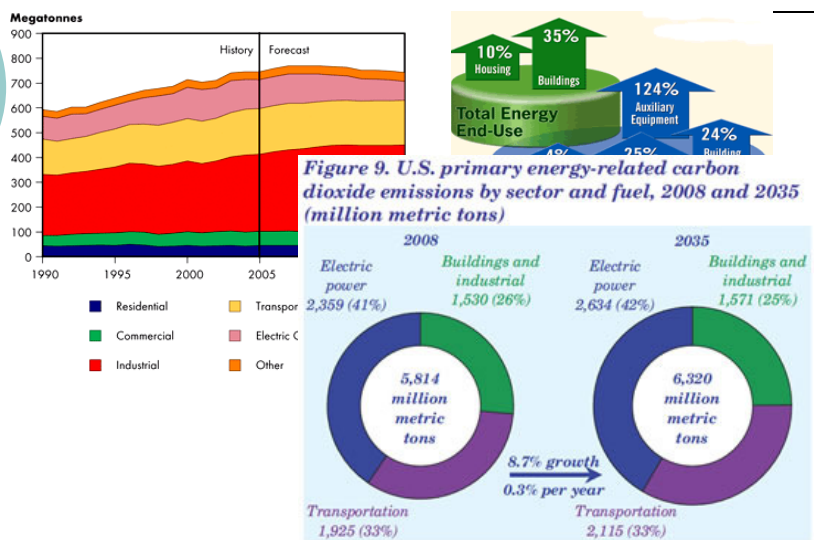 Megatonnes
900
800
700
600
500
400
300
200
100
0
History
Forecast
1990
1995
2000
2005
Residential
Commercial
Industrial
Transpor
Electric
Other
10%
Housing
35%
Buildings
Total Energy
End-Use
124%
Auxiliary
Equipment
24%
Building
4%
25%
Figure 9. U.S. primary energy-related carbon
dioxide emissions by sector and fuel, 2008 and 2035
(million metric tons)
2008
Electric
power
2,359 (41%)
Buildings and
industrial
1,530 (26%)
5,814
million
metric
tons
Transportation
1,925 (33%)
8.7% growth
0.3% per year
2035
Electric
power
2,634 (42%)
Buildings and
industrial
1,571 (25%)
6,320
million
metric
tons
Transportation
2,115 (33%)